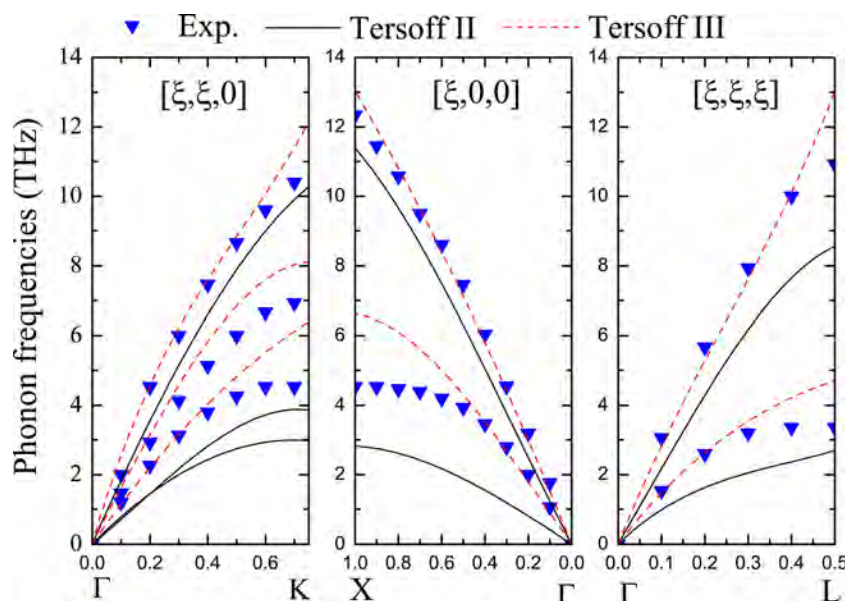 Exp. Tersoff II Tersoff III
[ξ,ξ,0] [ξ,0,0] [ξ,ξ,ξ]
Phonon frequencies (THz)
14 14 14
12 12 12
10 10 10
8 8 8
6 6 6
4 4 4
2 2 2
0 0 0
0.0 0.2 0.4 0.6 1.0 0.8 0.6 0.4 0.2 0.0 0.0 0.1 0.2 0.3 0.4 0.5
Γ K X Γ Γ L